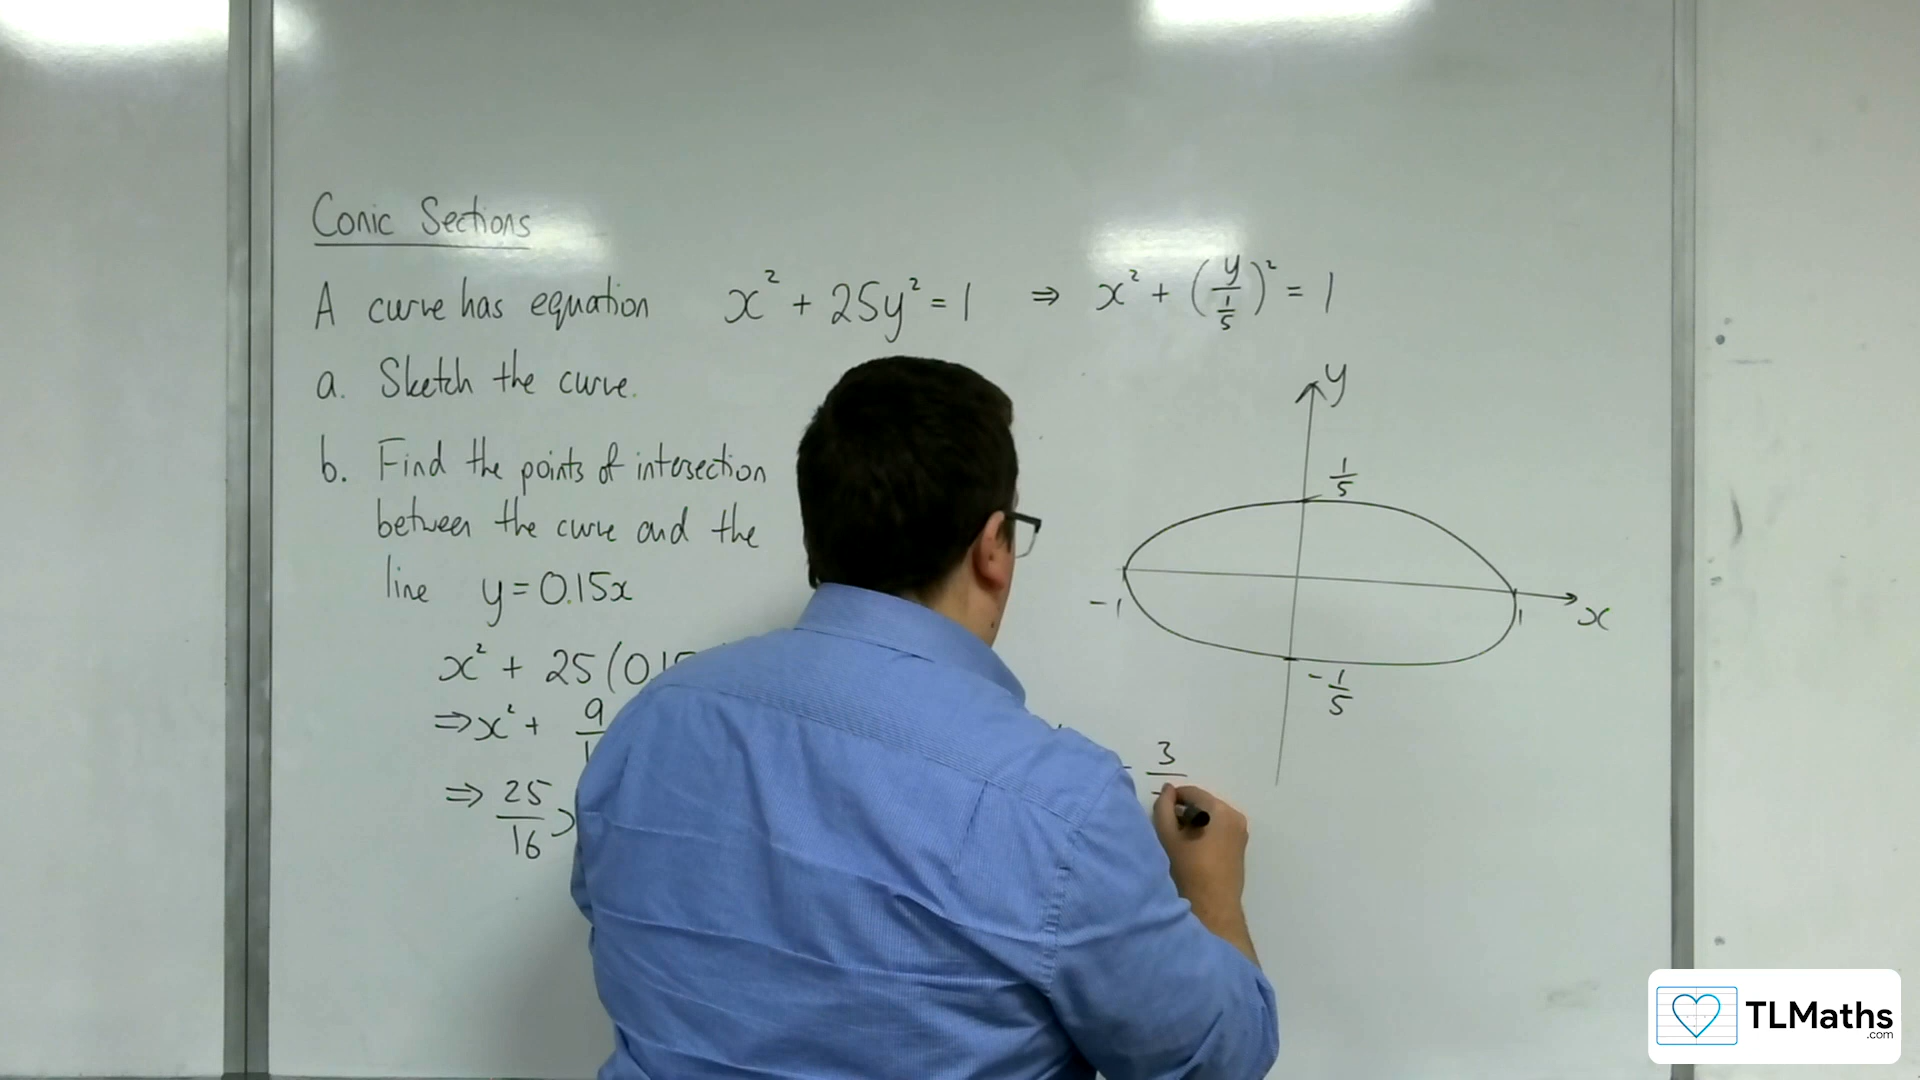 Conic Sections
A curve has equation x² + 25y² = 1 ⇒ x² + (y/(1/5))² = 1
a. Sketch the curve.
b. Find the points of intersection
between the curve and the
line y = 0.15x
x² + 25(0.15
⇒ x² + 9
⇒ 25/16
y
1/5
-1
1
x
-1/5
3
TLMaths
.com